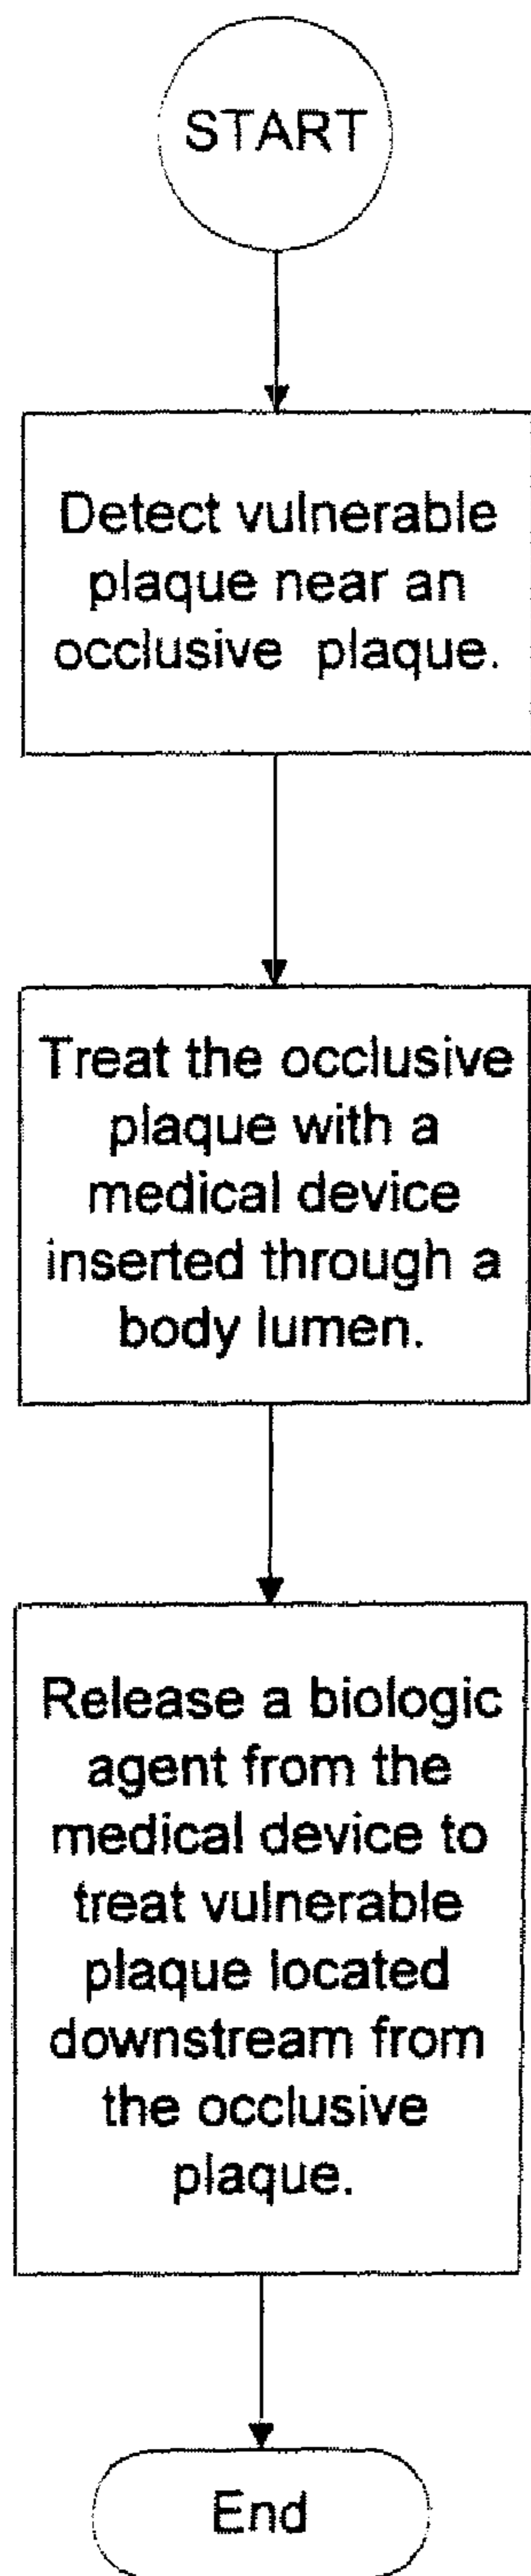 START
Detect vulnerable
plaque near an
occlusive plaque.
Treat the occlusive
plaque with a
medical device
inserted through a
body lumen.
Release a biologic
agent from the
medical device to
treat vulnerable
plaque located
downstream from
the occlusive
plaque.
End